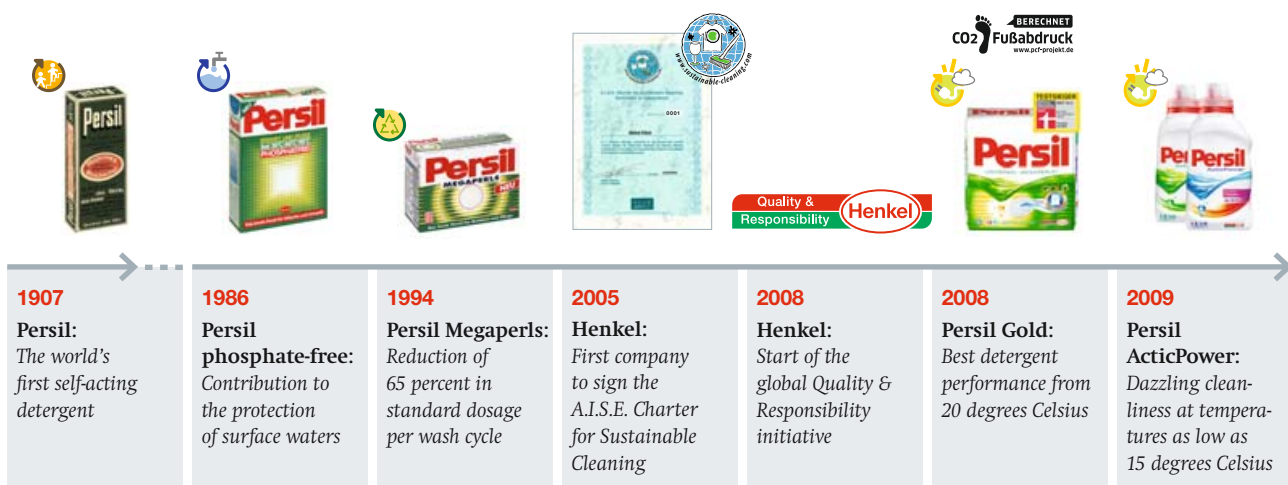 BERECHNET
CO2 Fußabdruck
www.pcf-projekt.de
www.sustainable-cleaning.com
0001
Persil
Persil
PHOSPHATFREI
Persil
MEGAPERLS
NEU
Quality &
Responsibility
Henkel
TESTSIEGER
Persil
Persil
Persil
ActicPower
1907
Persil:
The world's
first self-acting
detergent
1986
Persil
phosphate-free:
Contribution to
the protection
of surface waters
1994
Persil Megaperls:
Reduction of
65 percent in
standard dosage
per wash cycle
2005
Henkel:
First company
to sign the
A.I.S.E. Charter
for Sustainable
Cleaning
2008
Henkel:
Start of the
global Quality &
Responsibility
initiative
2008
Persil Gold:
Best detergent
performance from
20 degrees Celsius
2009
Persil
ActicPower:
Dazzling clean-
liness at tempera-
tures as low as
15 degrees Celsius